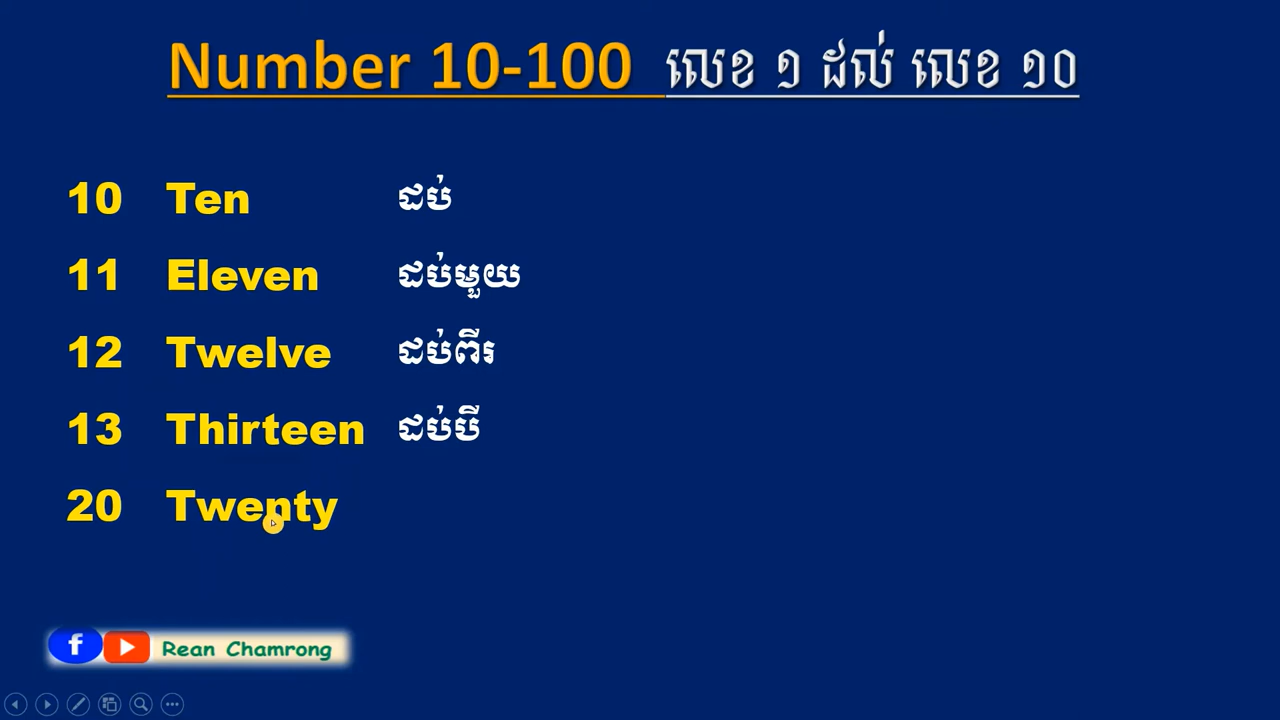 Number 10-100 លេខ ១ ដល់ លេខ ១០
10 Ten ដប់
11 Eleven ដប់មួយ
12 Twelve ដប់ពីរ
13 Thirteen ដប់បី
20 Twenty
f Rean Chamrong